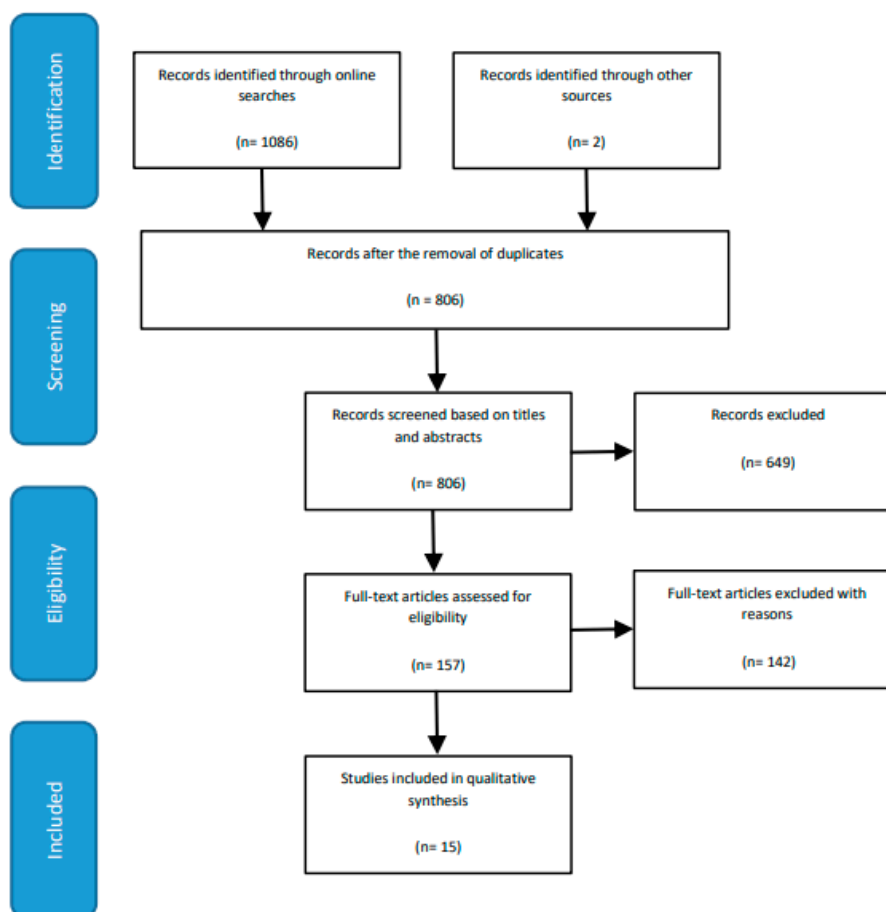 Identification
Records identified through online
searches
(n= 1086)
Records identified through other
sources
(n= 2)
Records after the removal of duplicates
(n = 806)
Screening
Records screened based on titles
and abstracts
(n= 806)
Records excluded
(n= 649)
Eligibility
Full-text articles assessed for
eligibility
(n= 157)
Full-text articles excluded with
reasons
(n= 142)
Included
Studies included in qualitative
synthesis
(n= 15)